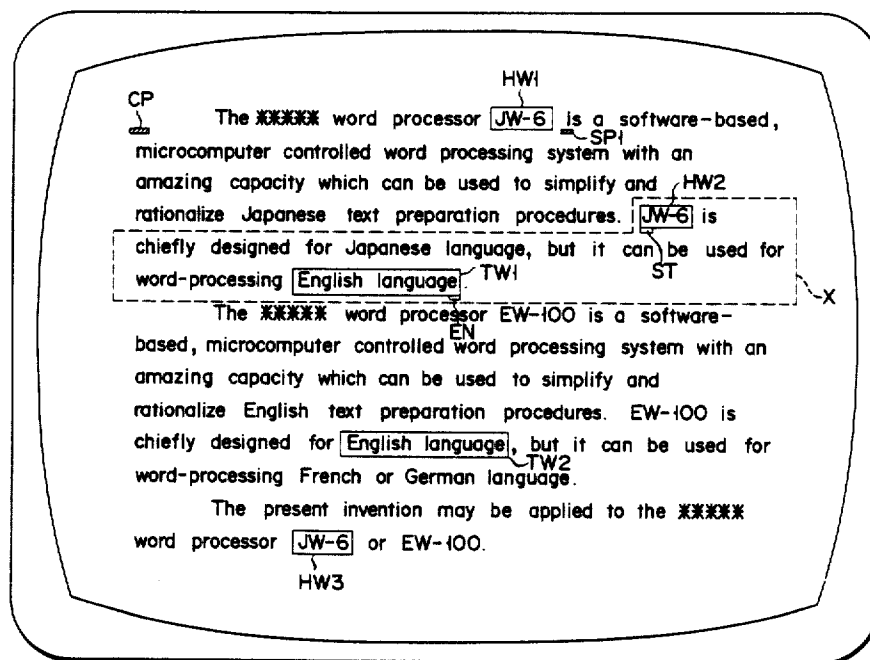 HW1
CP
The ***** word processor JW-6 is a software-based,
SP1
microcomputer controlled word processing system with an
amazing capacity which can be used to simplify and
HW2
rationalize Japanese text preparation procedures. JW-6 is
chiefly designed for Japanese language, but it can be used for
word-processing English language.
TW1
ST
X
The ***** word processor EW-100 is a software-
EN
based, microcomputer controlled word processing system with an
amazing capacity which can be used to simplify and
rationalize English text preparation procedures. EW-100 is
chiefly designed for English language, but it can be used for
TW2
word-processing French or German language.
The present invention may be applied to the *****
word processor JW-6 or EW-100.
HW3